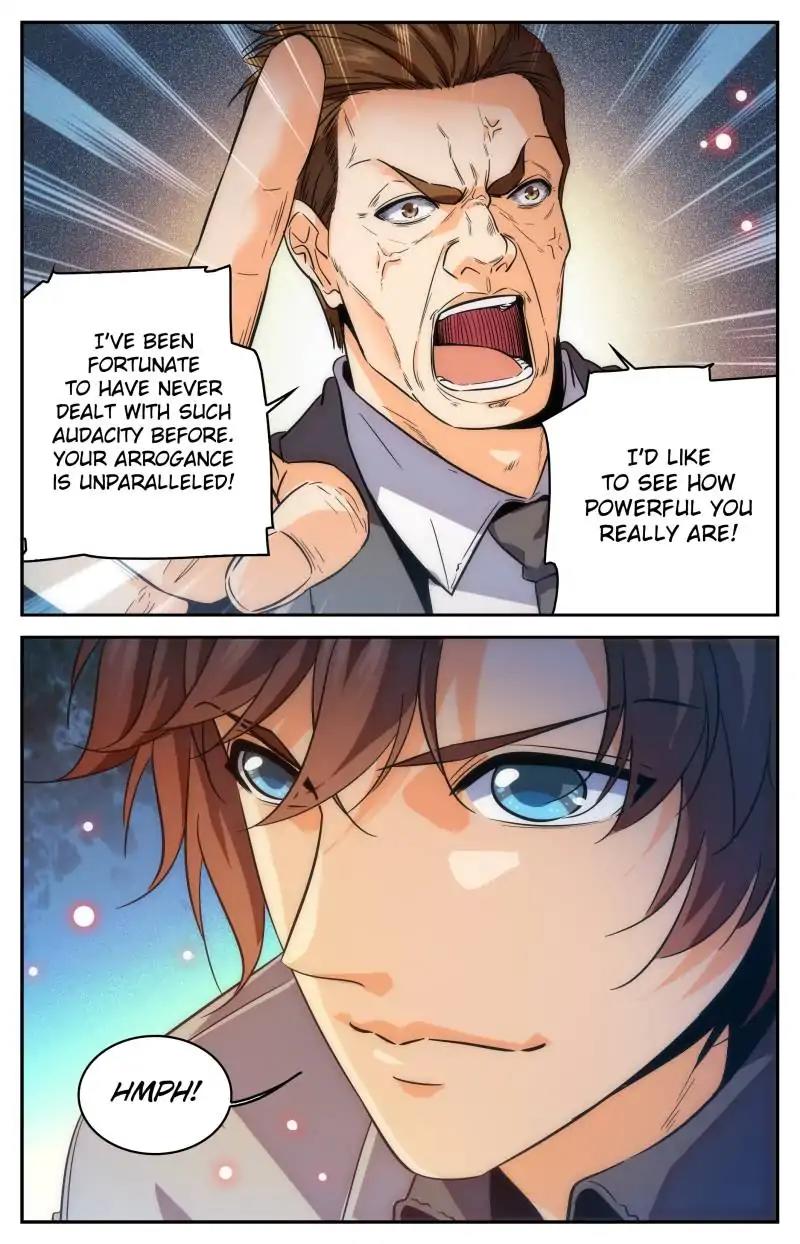 I'VE BEEN
FORTUNATE
TO HAVE NEVER
DEALT WITH SUCH
AUDACITY BEFORE.
YOUR ARROGANCE
IS UNPARALLELED!
I'D LIKE
TO SEE HOW
POWERFUL YOU
REALLY ARE!
HMPH!